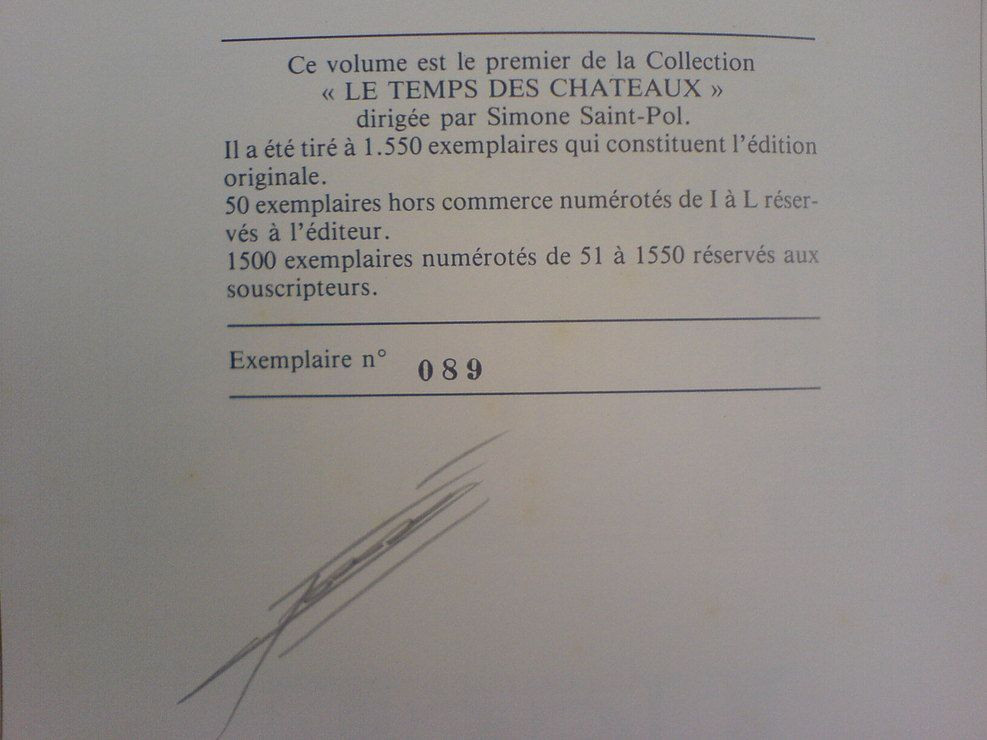 Ce volume est le premier de la Collection
« LE TEMPS DES CHATEAUX »
dirigée par Simone Saint-Pol.
Il a été tiré à 1.550 exemplaires qui constituent l'édition
originale.
50 exemplaires hors commerce numérotés de I à L réser-
vés à l'éditeur.
1500 exemplaires numérotés de 51 à 1550 réservés aux
souscripteurs.
Exemplaire n° 089